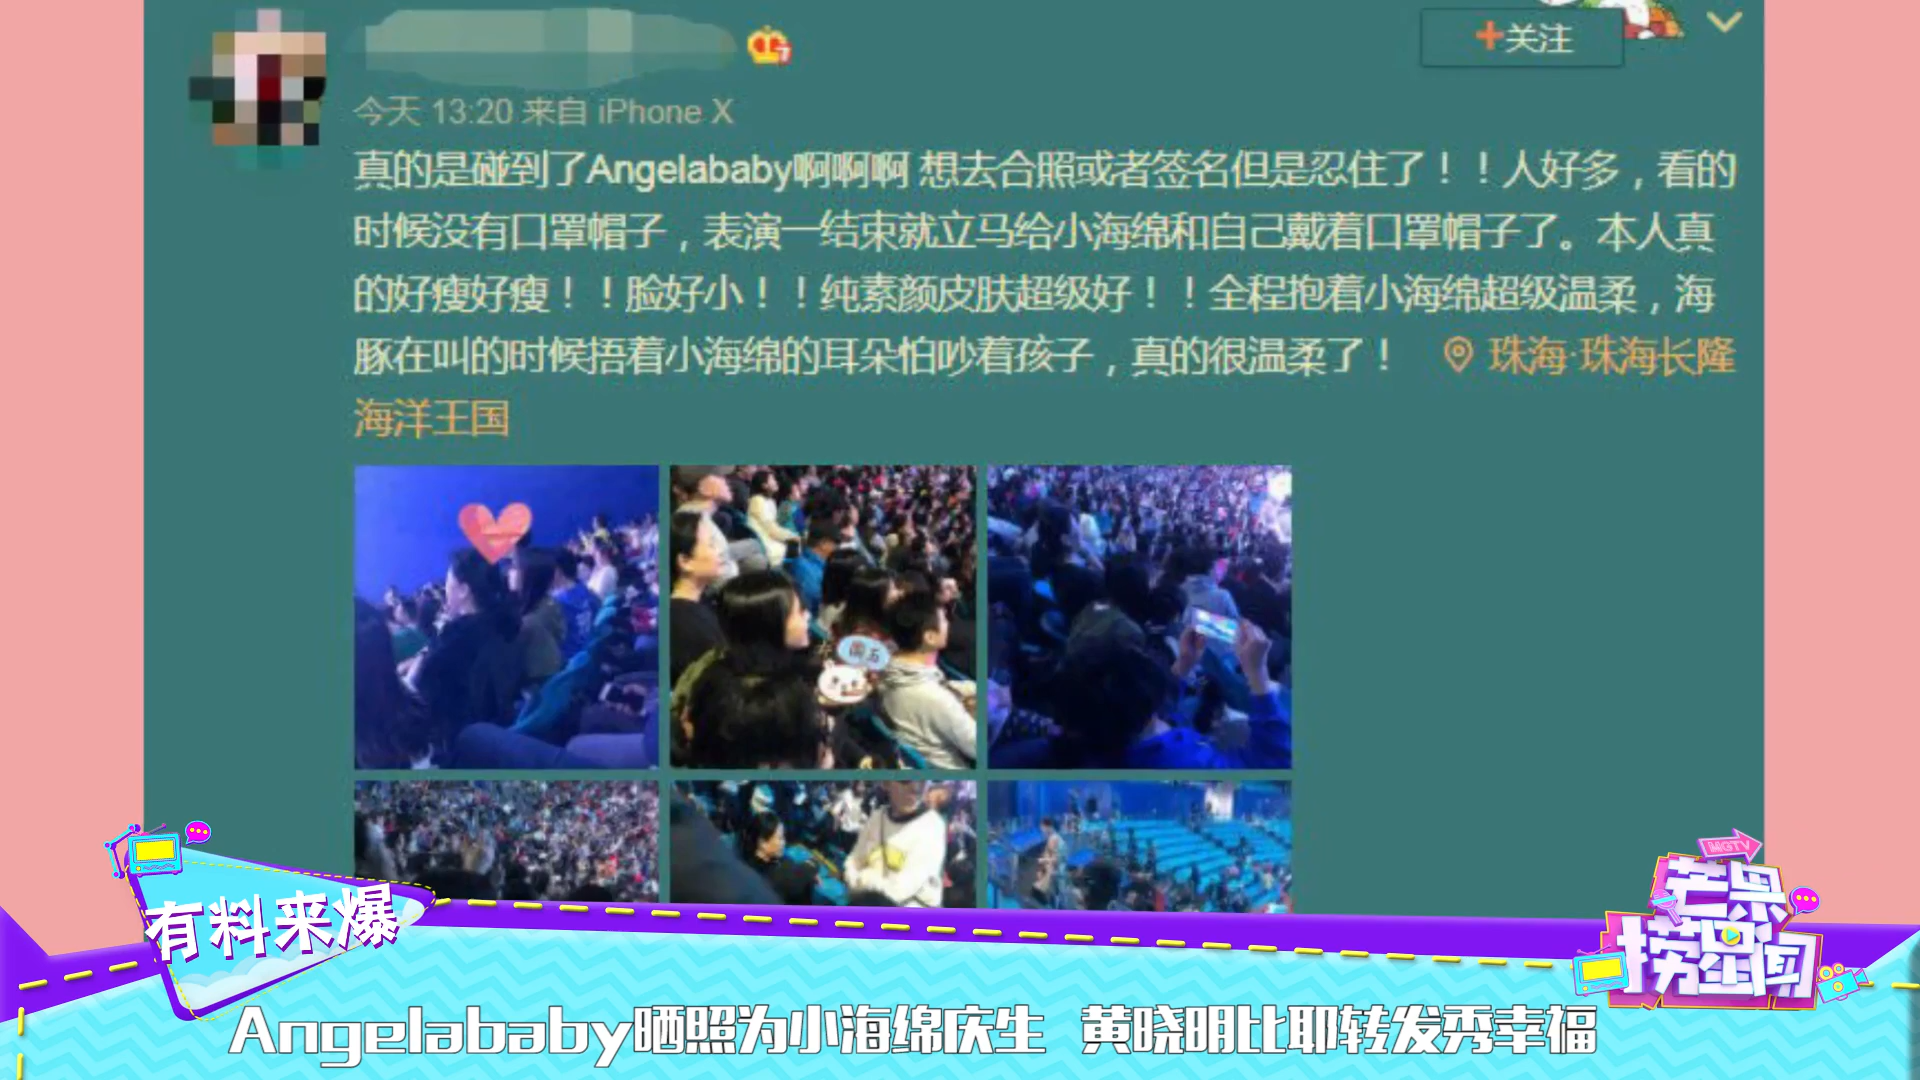 +关注
今天 13:20 来自 iPhone X
真的是碰到了Angelababy啊啊啊 想去合照或者签名但是忍住了！！人好多，看的
时候没有口罩帽子，表演一结束就立马给小海绵和自己戴着口罩帽子了。本人真
的好瘦好瘦！！脸好小！！纯素颜皮肤超级好！！全程抱着小海绵超级温柔，海
豚在叫的时候捂着小海绵的耳朵怕吵着孩子，真的很温柔了！ 珠海·珠海长隆
海洋王国
有料来爆
MGTV
芒果
捞星闻
Angelababy晒照为小海绵庆生 黄晓明比耶转发秀幸福